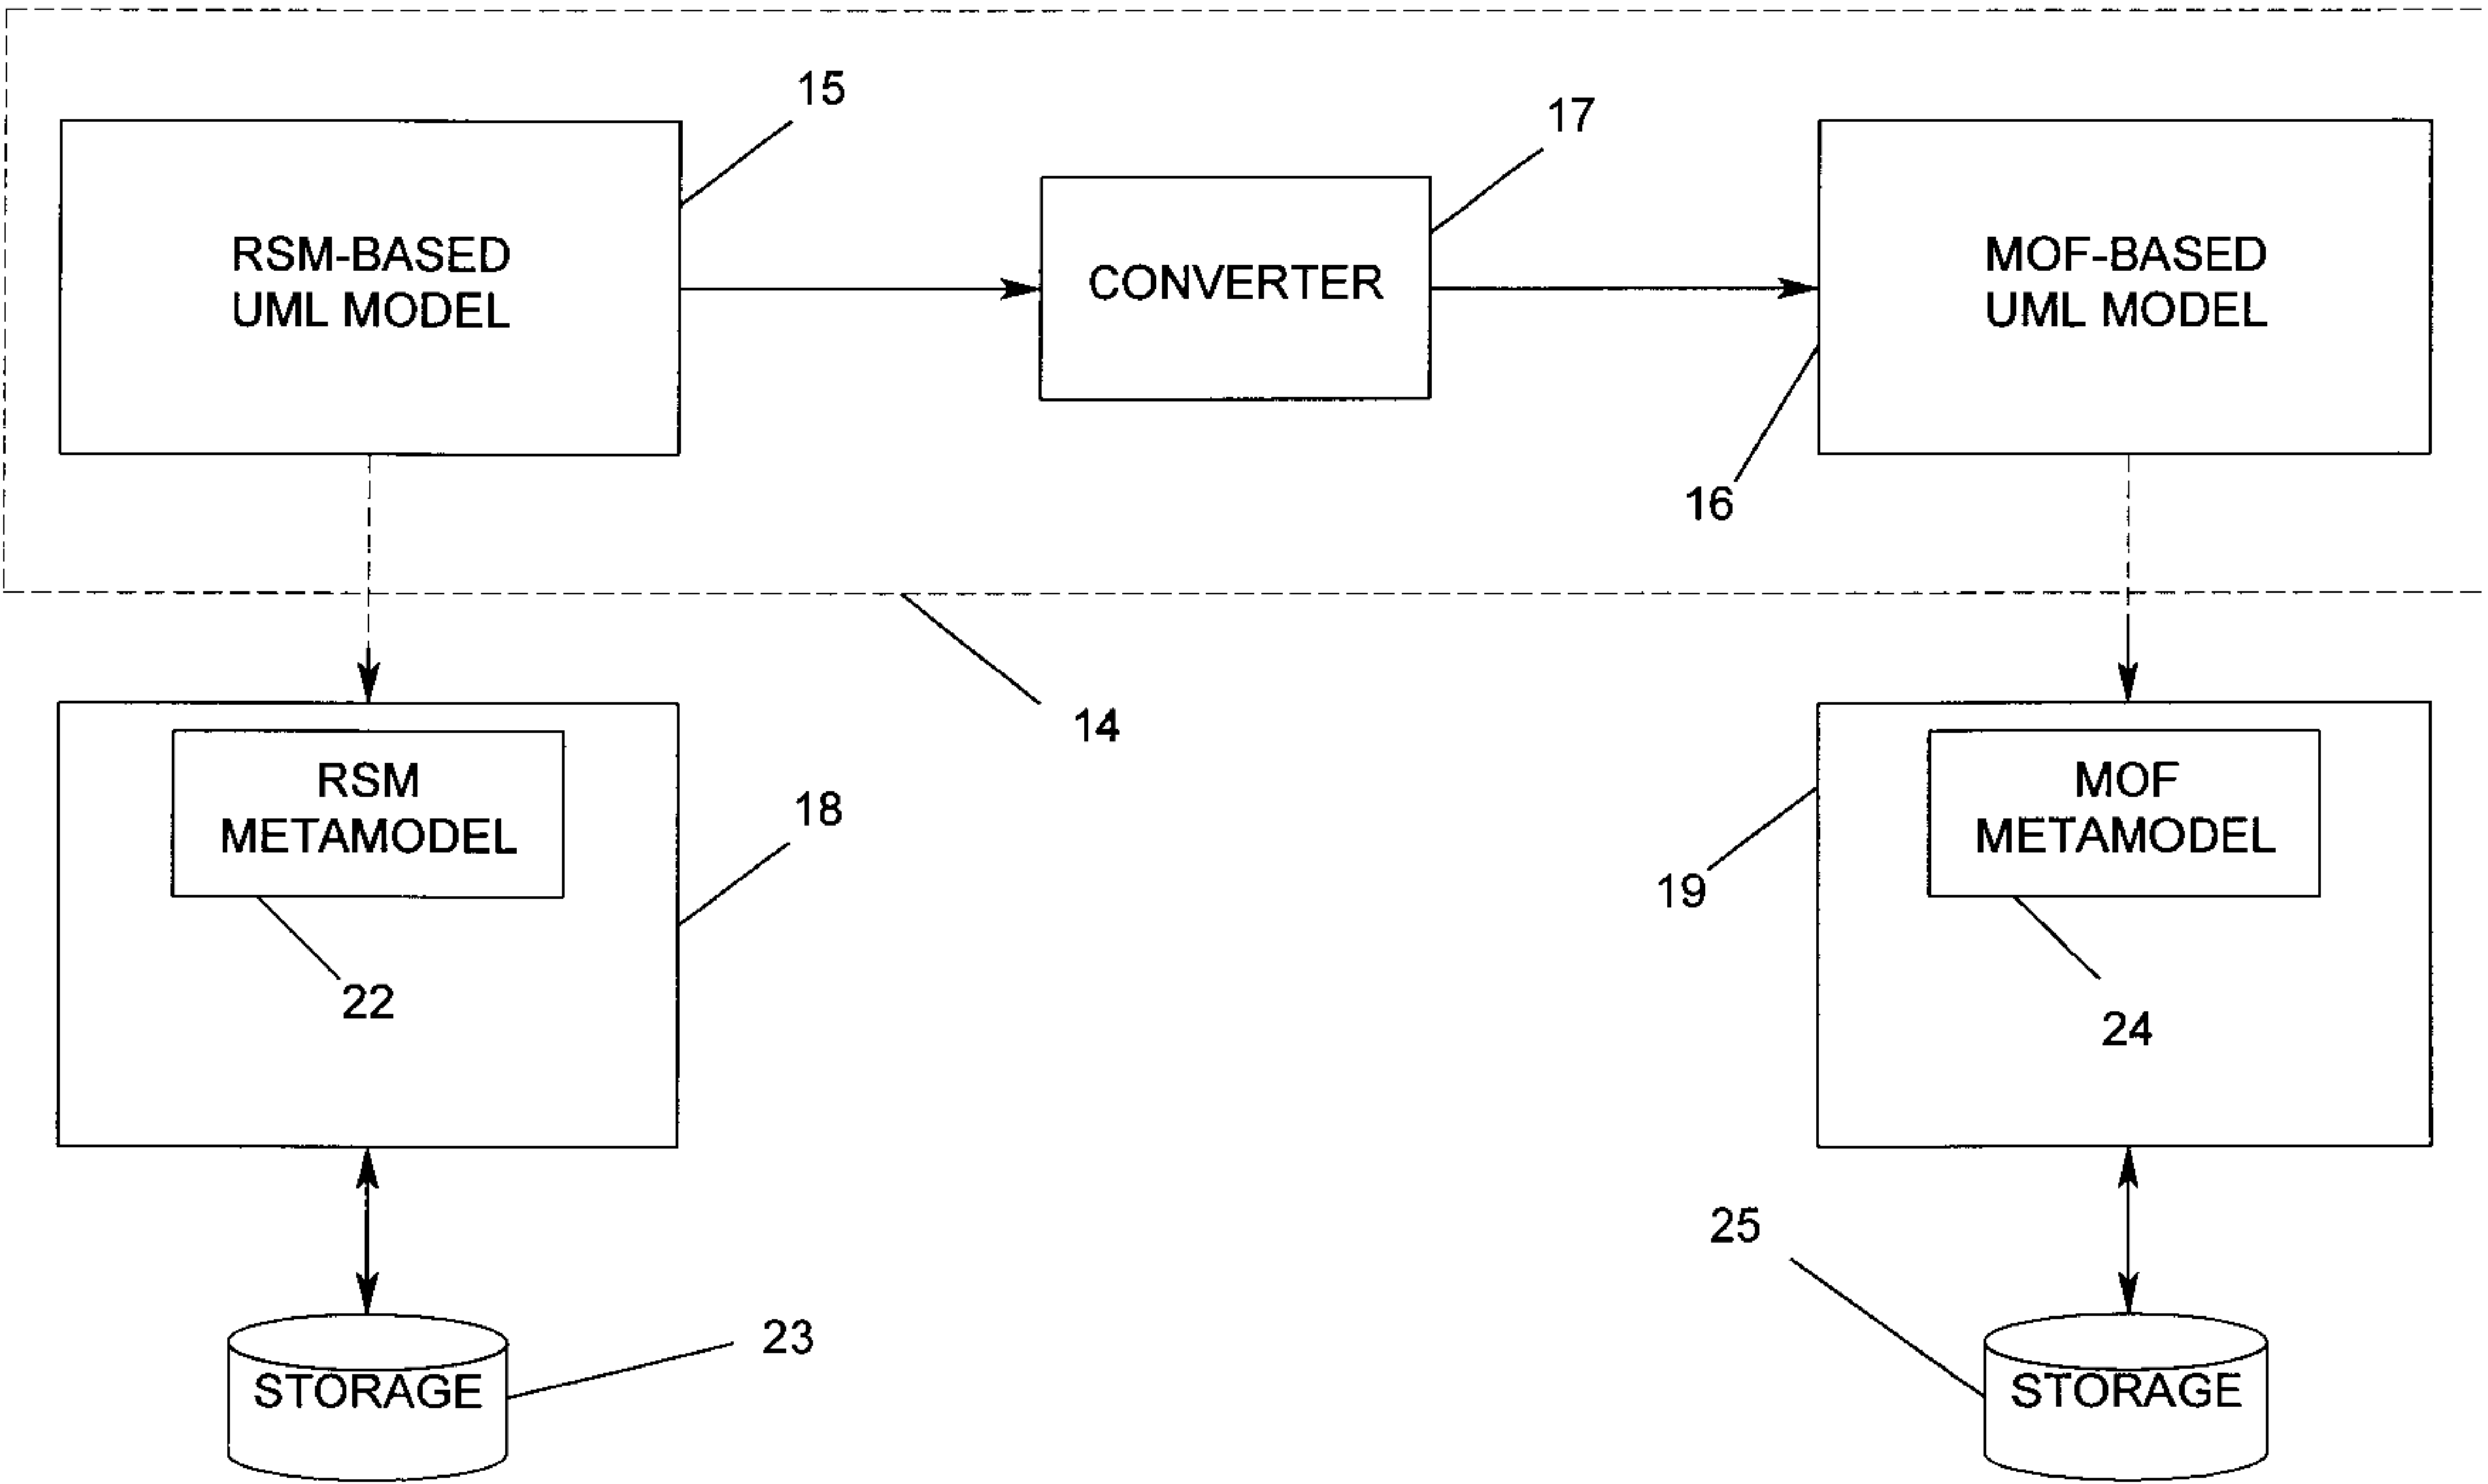 15
17
RSM-BASED
UML MODEL
CONVERTER
MOF-BASED
UML MODEL
16
14
RSM
METAMODEL
18
22
MOF
METAMODEL
19
24
25
23
STORAGE
STORAGE